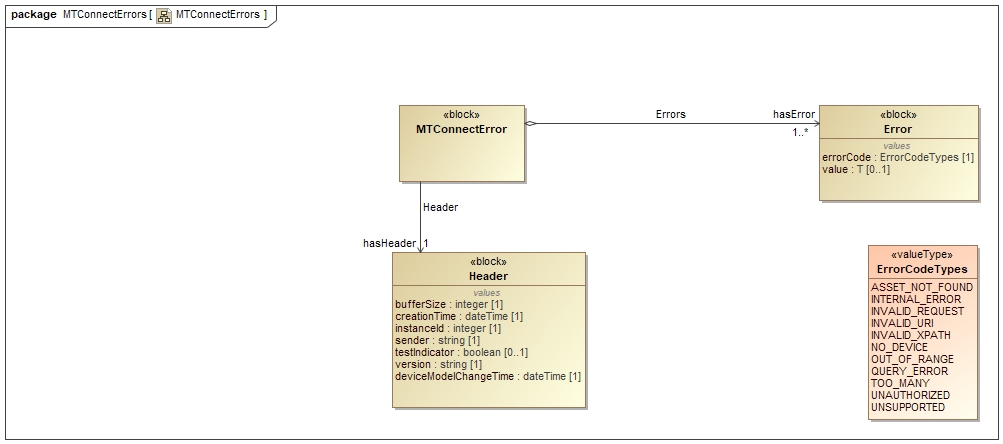 package MTConnectErrors [ MTConnectErrors ]
«block»
MTConnectError
Errors
hasError
1..*
«block»
Error
values
errorCode : ErrorCodeTypes [1]
value : T [0..1]
Header
hasHeader
1
«block»
Header
values
bufferSize : integer [1]
creationTime : dateTime [1]
instanceId : integer [1]
sender : string [1]
testIndicator : boolean [0..1]
version : string [1]
deviceModelChangeTime : dateTime [1]
«valueType»
ErrorCodeTypes
ASSET_NOT_FOUND
INTERNAL_ERROR
INVALID_REQUEST
INVALID_URI
INVALID_XPATH
NO_DEVICE
OUT_OF_RANGE
QUERY_ERROR
TOO_MANY
UNAUTHORIZED
UNSUPPORTED